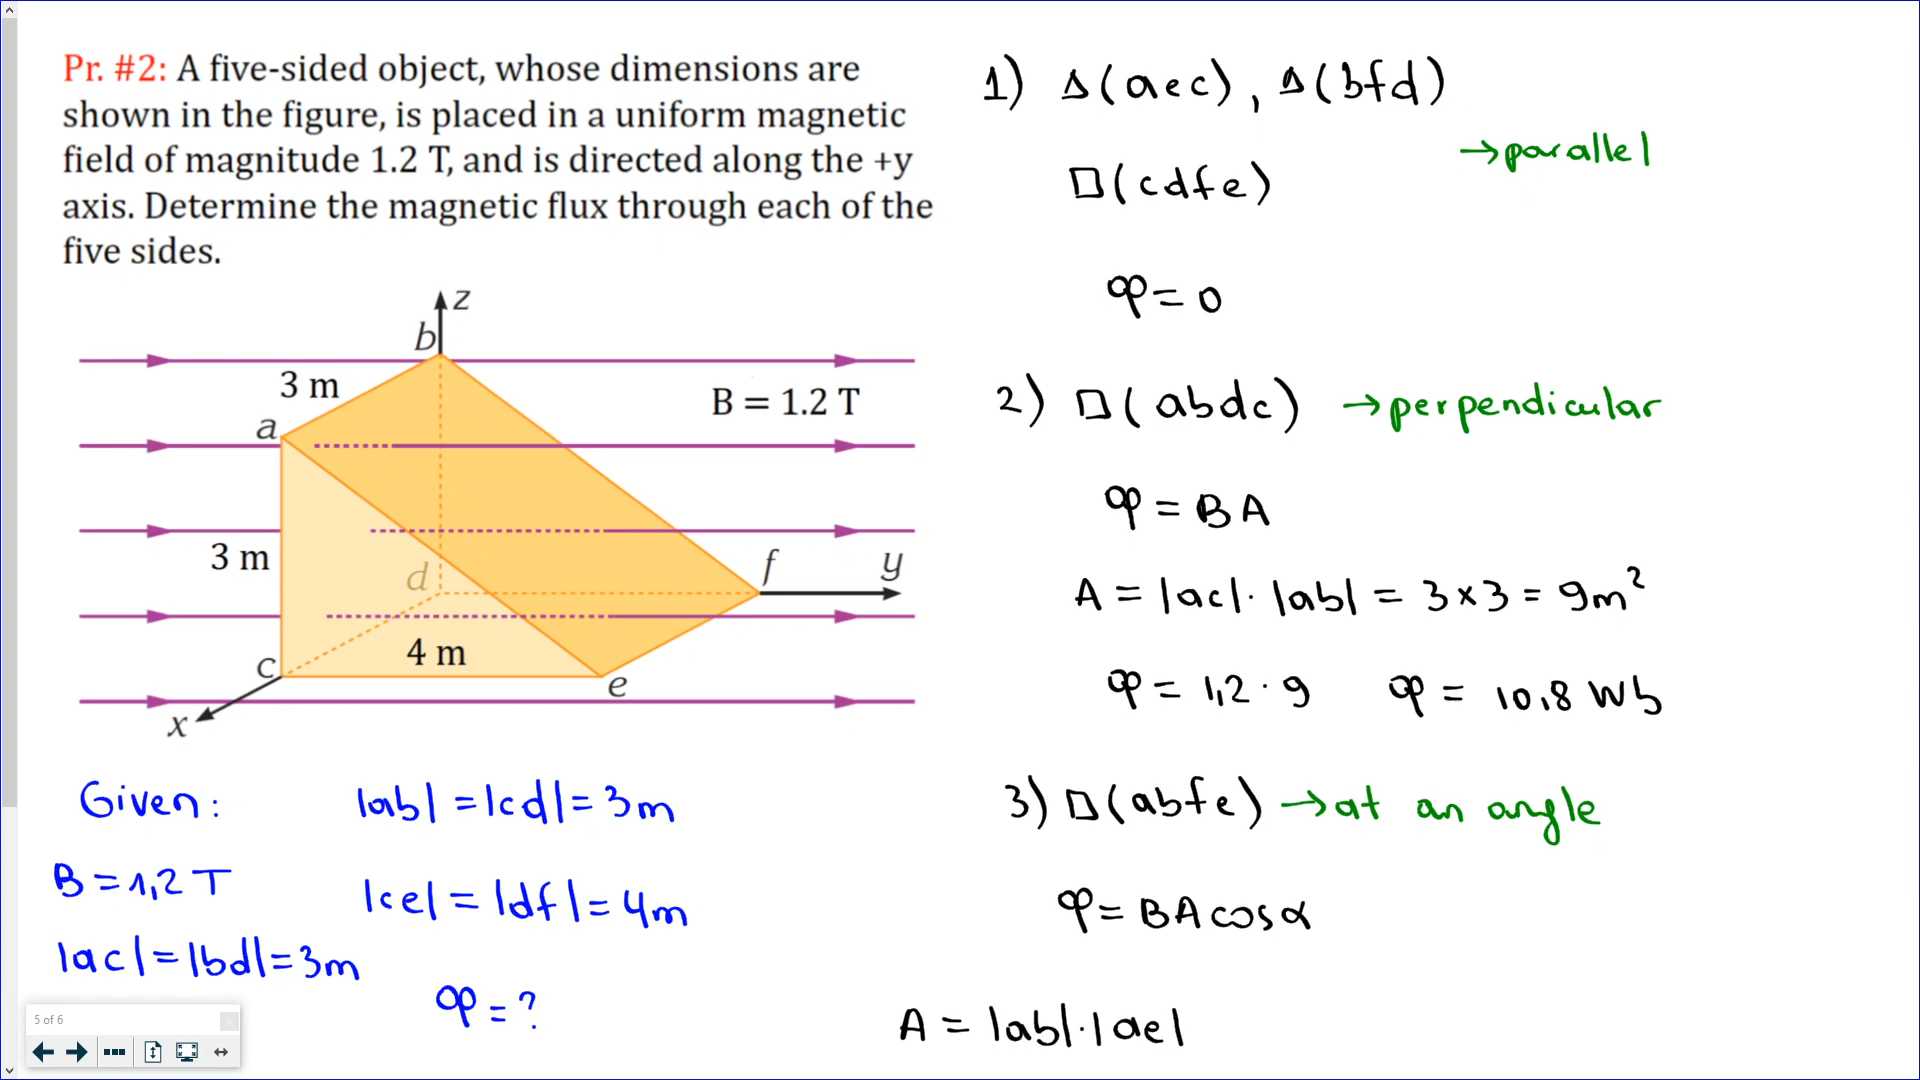 Pr. #2: A five-sided object, whose dimensions are
shown in the figure, is placed in a uniform magnetic
field of magnitude 1.2 T, and is directed along the +y
axis. Determine the magnetic flux through each of the
five sides.
z
b
3 m
B = 1.2 T
a
3 m
d
f
y
4 m
c
e
x
Given:
B = 1,2 T
|ac| = |bd| = 3m
|ab| = |cd| = 3m
|ce| = |df| = 4m
φ = ?
1) Δ(aec), Δ(bfd)
→ parallel
□(cdfe)
φ = 0
2) □(abdc) → perpendicular
φ = BA
A = |ac|·|ab| = 3×3 = 9m²
φ = 1,2·9 φ = 10,8 Wb
3) □(abfe) → at an angle
φ = BA cosα
A = |ab|·|ae|
5 of 6